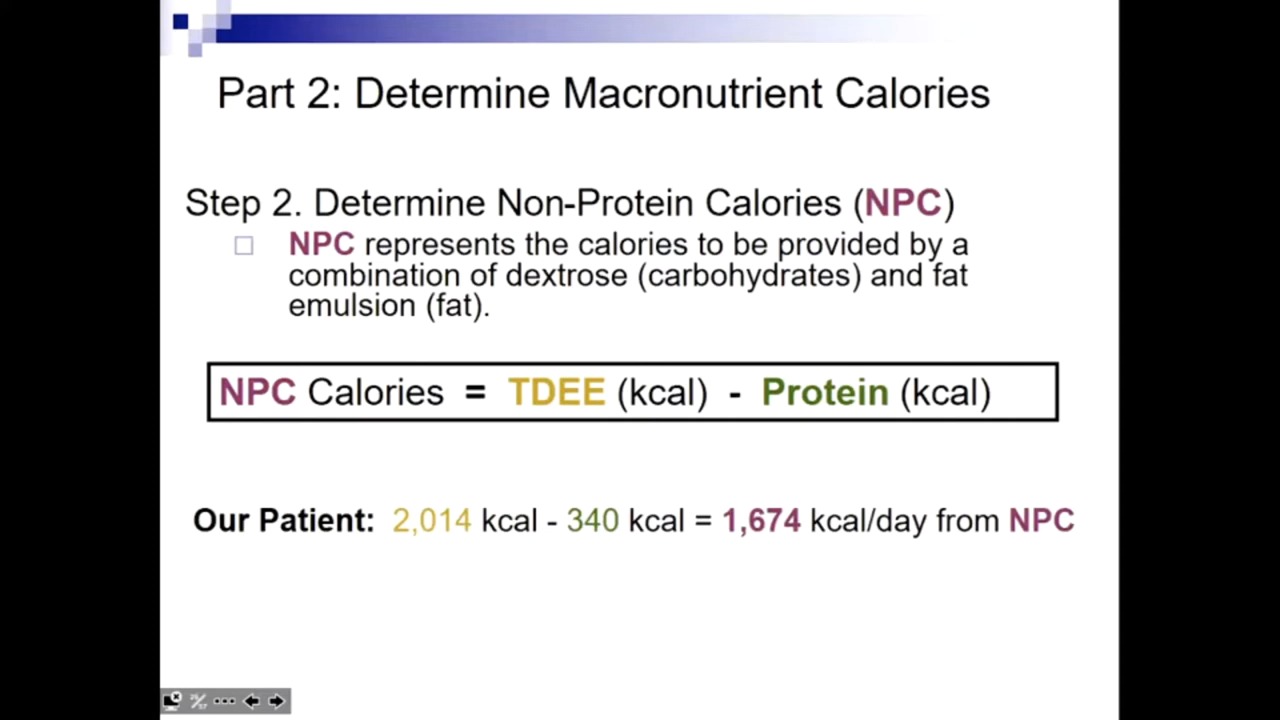 Part 2: Determine Macronutrient Calories
Step 2. Determine Non-Protein Calories (NPC)
NPC represents the calories to be provided by a
combination of dextrose (carbohydrates) and fat
emulsion (fat).
NPC Calories = TDEE (kcal) - Protein (kcal)
Our Patient: 2,014 kcal - 340 kcal = 1,674 kcal/day from NPC